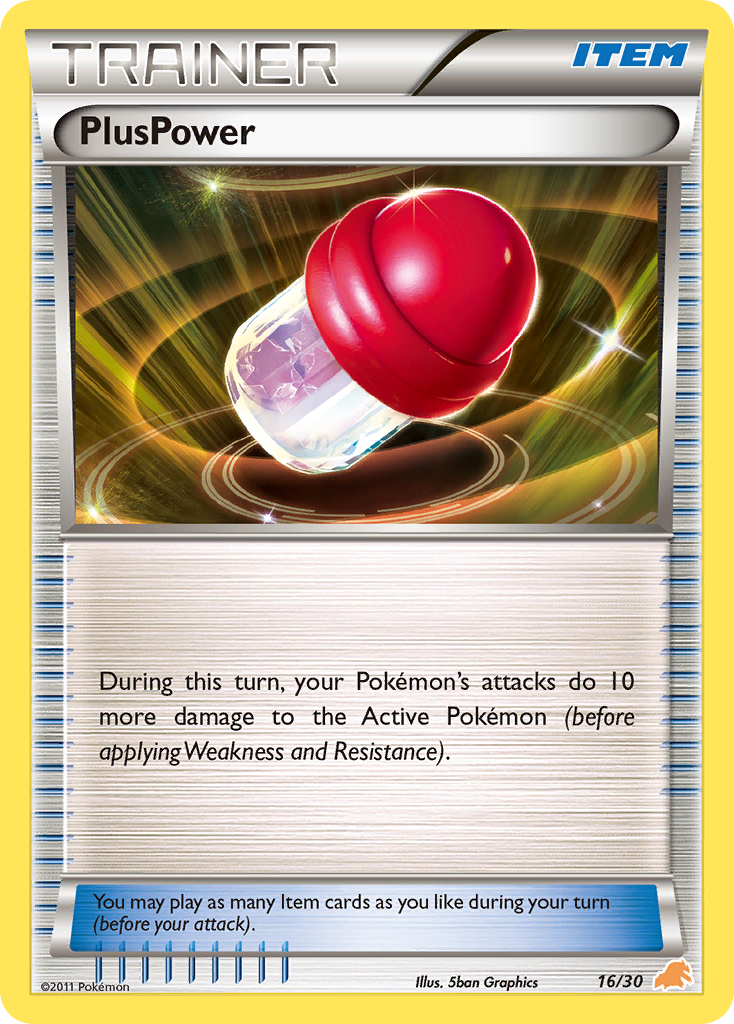 TRAINER
ITEM
PlusPower
During this turn, your Pokémon's attacks do 10
more damage to the Active Pokémon (before
applying Weakness and Resistance).
You may play as many Item cards as you like during your turn
(before your attack).
©2011 Pokémon
Illus. 5ban Graphics
16/30